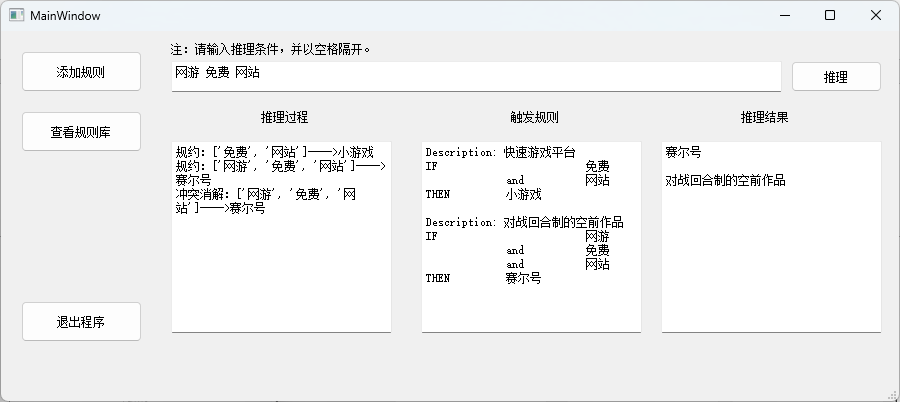 MainWindow
添加规则
查看规则库
退出程序
注：请输入推理条件，并以空格隔开。
网游 免费 网站
推理
推理过程
规约：['免费', '网站']--->小游戏
规约：['网游', '免费', '网站']--->
赛尔号
冲突消解：['网游', '免费', '网
站']--->赛尔号
触发规则
Description: 快速游戏平台
IF 免费
and 网站
THEN 小游戏
Description: 对战回合制的空前作品
IF 网游
and 免费
and 网站
THEN 赛尔号
推理结果
赛尔号
对战回合制的空前作品